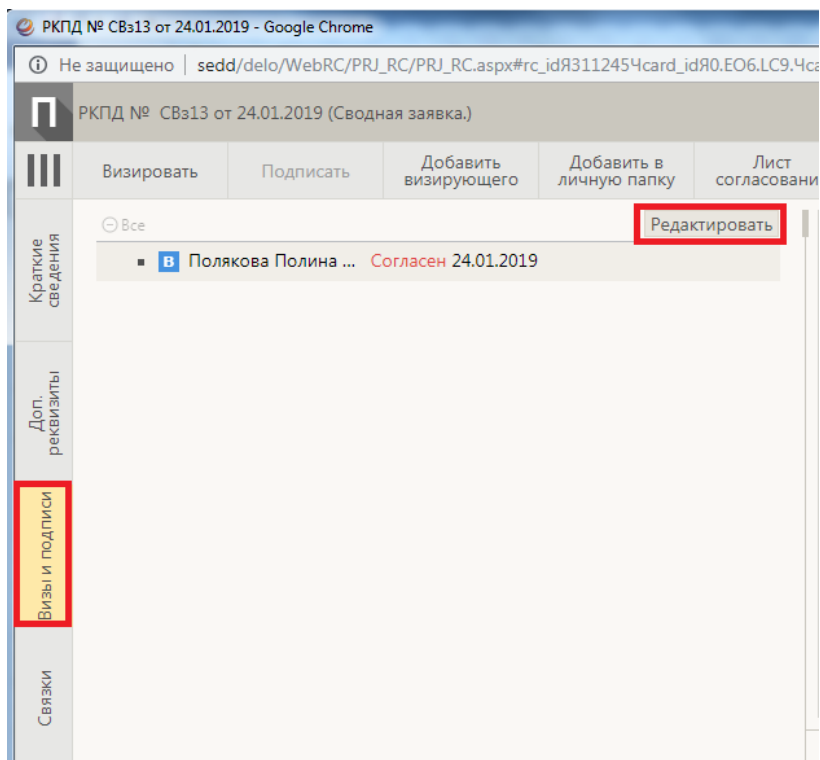 РКПД № СВз13 от 24.01.2019 - Google Chrome
Не защищено | sedd/delo/WebRC/PRJ_RC/PRJ_RC.aspx#rc_idЯ311245Чcard_idЯ0.EO6.LC9.Чca
П
РКПД № СВз13 от 24.01.2019 (Сводная заявка.)
Визировать
Подписать
Добавить
визирующего
Добавить в
личную папку
Лист
согласовани
Все
Редактировать
В Полякова Полина ... Согласен 24.01.2019
Краткие
сведения
Доп.
реквизиты
Визы и подписи
Связки